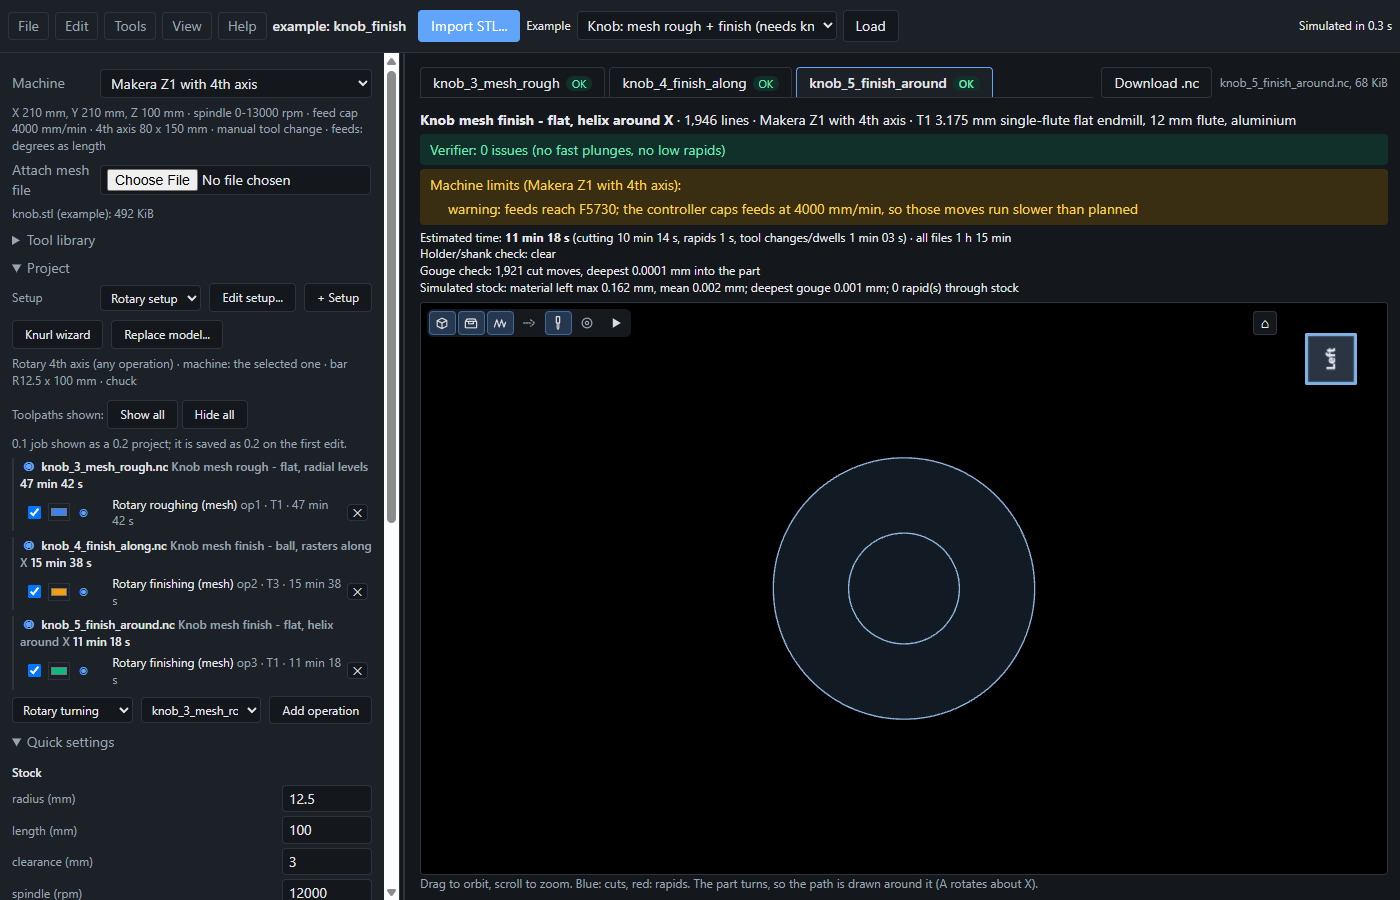 File Edit Tools View Help example: knob_finish Import STL... Example Knob: mesh rough + finish (needs kn Load Simulated in 0.3 s
Machine Makera Z1 with 4th axis
X 210 mm, Y 210 mm, Z 100 mm · spindle 0-13000 rpm · feed cap
4000 mm/min · 4th axis 80 x 150 mm · manual tool change · feeds:
degrees as length
Attach mesh file Choose File No file chosen
knob.stl (example): 492 KiB
Tool library
Project
Setup Rotary setup Edit setup... + Setup
Knurl wizard Replace model...
Rotary 4th axis (any operation) · machine: the selected one · bar
R12.5 x 100 mm · chuck
Toolpaths shown: Show all Hide all
0.1 job shown as a 0.2 project; it is saved as 0.2 on the first edit.
knob_3_mesh_rough.nc Knob mesh rough - flat, radial levels
47 min 42 s
Rotary roughing (mesh) op1 · T1 · 47 min
42 s
knob_4_finish_along.nc Knob mesh finish - ball, rasters along
X 15 min 38 s
Rotary finishing (mesh) op2 · T3 · 15 min 38
s
knob_5_finish_around.nc Knob mesh finish - flat, helix
around X 11 min 18 s
Rotary finishing (mesh) op3 · T1 · 11 min 18
s
Rotary turning knob_3_mesh_rc Add operation
Quick settings
Stock
radius (mm) 12.5
length (mm) 100
clearance (mm) 3
spindle (rpm) 12000
knob_3_mesh_rough OK knob_4_finish_along OK knob_5_finish_around OK Download .nc knob_5_finish_around.nc, 68 KiB
Knob mesh finish - flat, helix around X · 1,946 lines · Makera Z1 with 4th axis · T1 3.175 mm single-flute flat endmill, 12 mm flute, aluminium
Verifier: 0 issues (no fast plunges, no low rapids)
Machine limits (Makera Z1 with 4th axis):
warning: feeds reach F5730; the controller caps feeds at 4000 mm/min, so those moves run slower than planned
Estimated time: 11 min 18 s (cutting 10 min 14 s, rapids 1 s, tool changes/dwells 1 min 03 s) · all files 1 h 15 min
Holder/shank check: clear
Gouge check: 1,921 cut moves, deepest 0.0001 mm into the part
Simulated stock: material left max 0.162 mm, mean 0.002 mm; deepest gouge 0.001 mm; 0 rapid(s) through stock
Left
Drag to orbit, scroll to zoom. Blue: cuts, red: rapids. The part turns, so the path is drawn around it (A rotates about X).